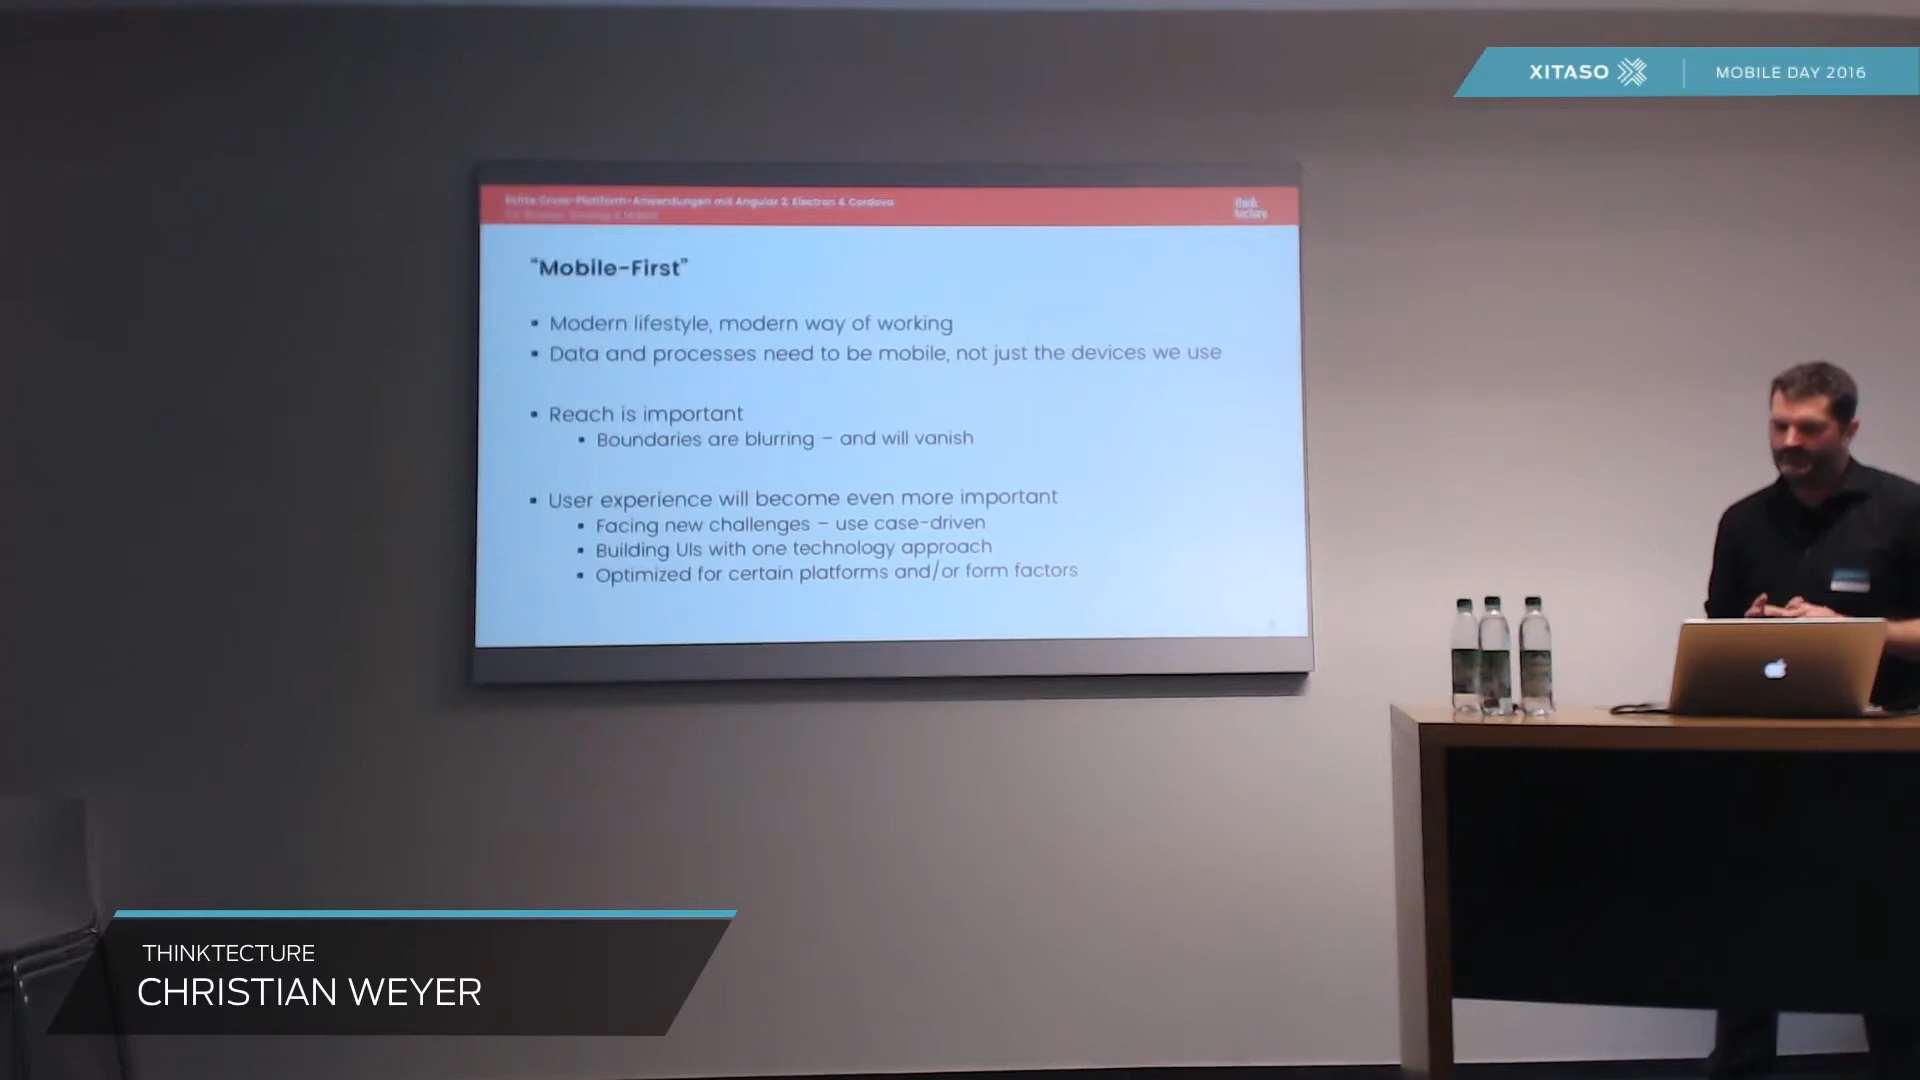 XITASO
MOBILE DAY 2016
Echte Cross-Plattform-Anwendungen mit Angular 2, Electron & Cordova
think
tecture
“Mobile-First”
▪ Modern lifestyle, modern way of working
▪ Data and processes need to be mobile, not just the devices we use
▪ Reach is important
▪ Boundaries are blurring – and will vanish
▪ User experience will become even more important
▪ Facing new challenges – use case-driven
▪ Building UIs with one technology approach
▪ Optimized for certain platforms and/or form factors
THINKTECTURE
CHRISTIAN WEYER